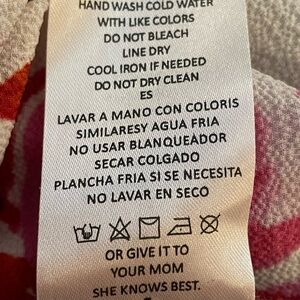 HAND WASH COLD WATER
WITH LIKE COLORS
DO NOT BLEACH
LINE DRY
COOL IRON IF NEEDED
DO NOT DRY CLEAN
ES
LAVAR A MANO CON COLORIS
SIMILARESY AGUA FRIA
NO USAR BLANQUEADOR
SECAR COLGADO
PLANCHA FRIA SI SE NECESITA
NO LAVAR EN SECO
OR GIVE IT TO
YOUR MOM
SHE KNOWS BEST.